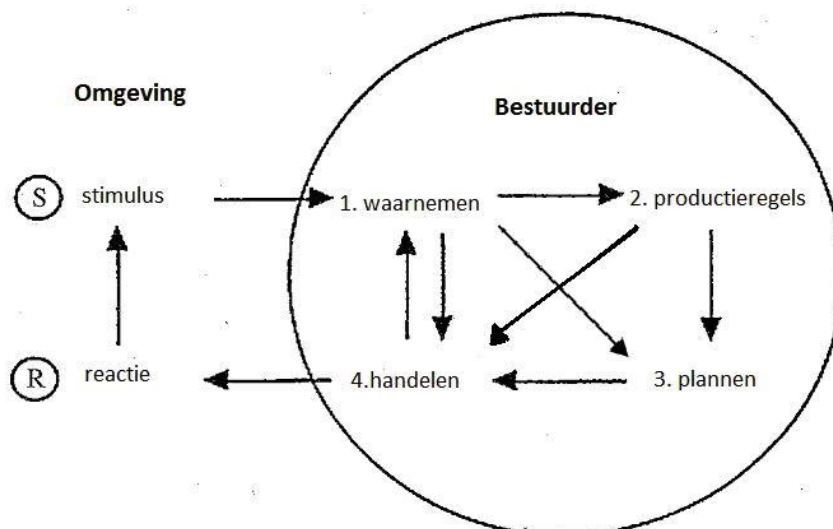 Omgeving
Bestuurder
S stimulus
1. waarnemen
2. productieregels
R reactie
4.handelen
3. plannen